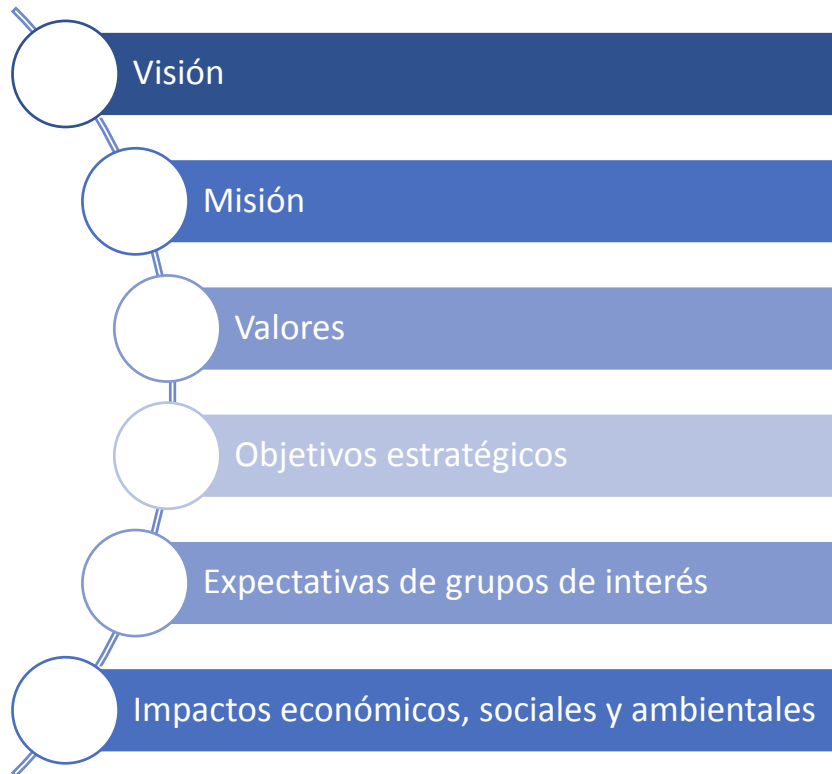 Visión
Misión
Valores
Objetivos estratégicos
Expectativas de grupos de interés
Impactos económicos, sociales y ambientales